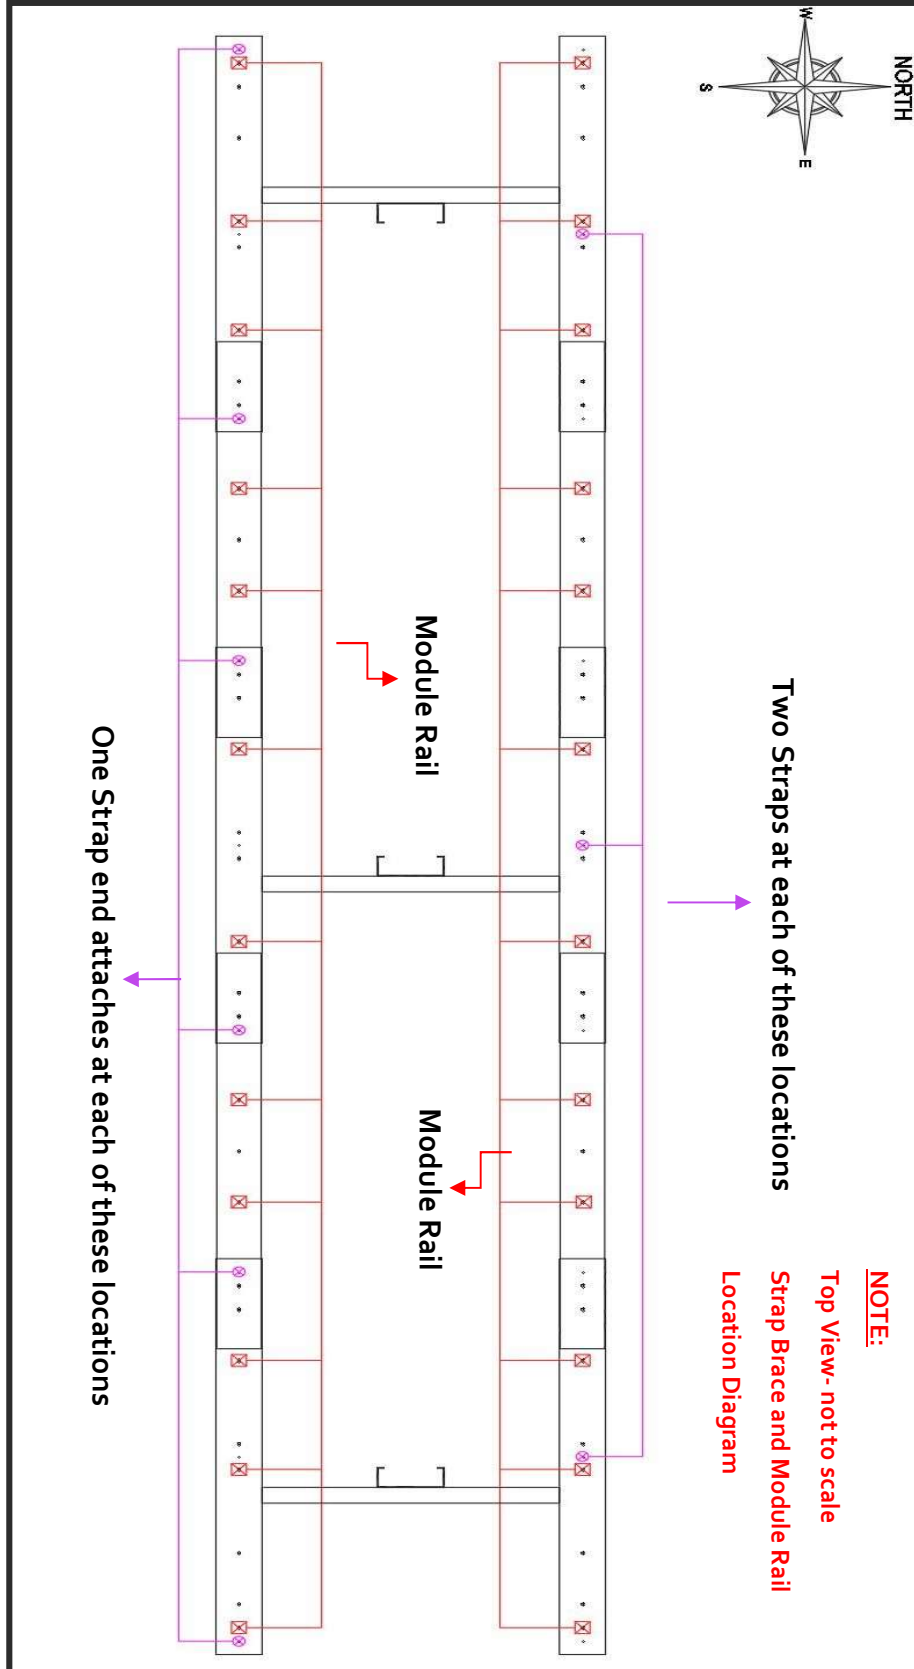 NORTH
W
S
E
Two Straps at each of these locations
NOTE:
Top View- not to scale
Strap Brace and Module Rail
Location Diagram
Module Rail
Module Rail
One Strap end attaches at each of these locations